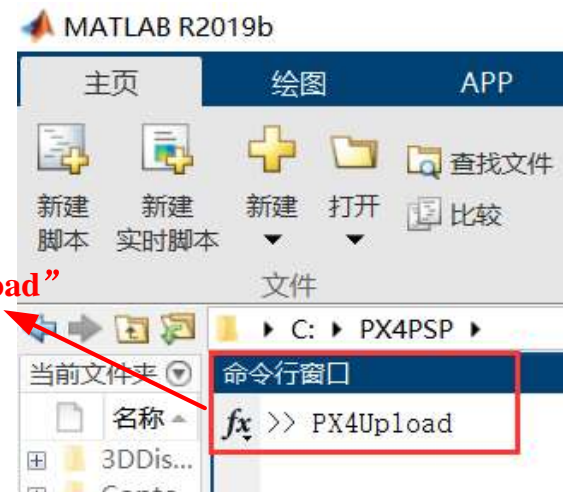 MATLAB R2019b
主页 绘图 APP
查找文件
新建 新建 新建 打开 比较
脚本 实时脚本
文件
oad”
C: ▶ PX4PSP ▶
当前文件夹 命令行窗口
名称 fx >> PX4Upload
3DDis...